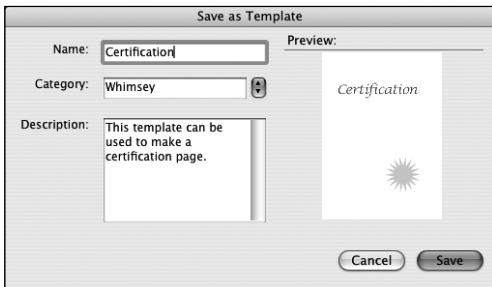 Save as Template
Name: Certification
Category: Whimsey
Description: This template can be
used to make a
certification page.
Preview:
Certification
Cancel Save